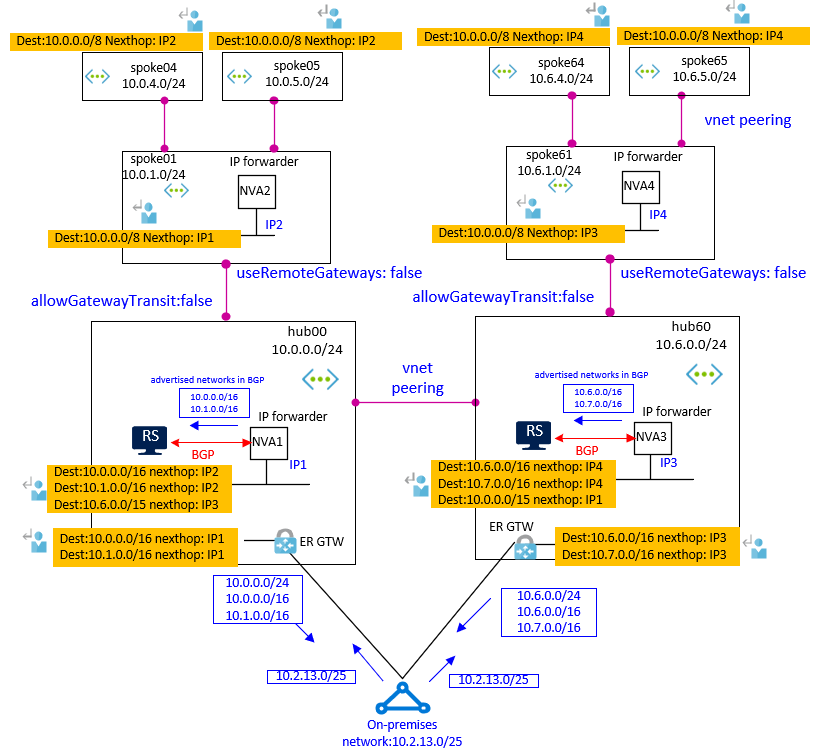 Dest:10.0.0.0/8 Nexthop: IP2
Dest:10.0.0.0/8 Nexthop: IP2
Dest:10.0.0.0/8 Nexthop: IP4
Dest:10.0.0.0/8 Nexthop: IP4
spoke04
10.0.4.0/24
spoke05
10.0.5.0/24
spoke64
10.6.4.0/24
spoke65
10.6.5.0/24
vnet peering
spoke01
10.0.1.0/24
IP forwarder
NVA2
IP2
Dest:10.0.0.0/8 Nexthop: IP1
spoke61
10.6.1.0/24
IP forwarder
NVA4
IP4
Dest:10.0.0.0/8 Nexthop: IP3
useRemoteGateways: false
allowGatewayTransit:false
useRemoteGateways: false
allowGatewayTransit:false
hub00
10.0.0.0/24
advertised networks in BGP
10.0.0.0/16
10.1.0.0/16
IP forwarder
RS
BGP
NVA1
IP1
Dest:10.0.0.0/16 nexthop: IP2
Dest:10.1.0.0/16 nexthop: IP2
Dest:10.6.0.0/15 nexthop: IP3
Dest:10.0.0.0/16 nexthop: IP1
Dest:10.1.0.0/16 nexthop: IP1
ER GTW
vnet
peering
hub60
10.6.0.0/24
advertised networks in BGP
10.6.0.0/16
10.7.0.0/16
IP forwarder
RS
BGP
NVA3
IP3
Dest:10.6.0.0/16 nexthop: IP4
Dest:10.7.0.0/16 nexthop: IP4
Dest:10.0.0.0/15 nexthop: IP1
ER GTW
Dest:10.6.0.0/16 nexthop: IP3
Dest:10.7.0.0/16 nexthop: IP3
10.0.0.0/24
10.0.0.0/16
10.1.0.0/16
10.6.0.0/24
10.6.0.0/16
10.7.0.0/16
10.2.13.0/25
10.2.13.0/25
On-premises
network:10.2.13.0/25